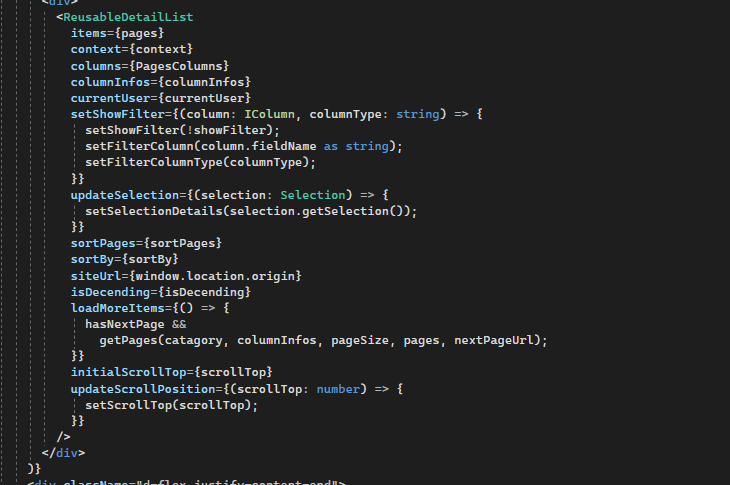 <div>
<ReusableDetailList
items={pages}
context={context}
columns={PagesColumns}
columnInfos={columnInfos}
currentUser={currentUser}
setShowFilter={(column: IColumn, columnType: string) => {
setShowFilter(!showFilter);
setFilterColumn(column.fieldName as string);
setFilterColumnType(columnType);
}}
updateSelection={(selection: Selection) => {
setSelectionDetails(selection.getSelection());
}}
sortPages={sortPages}
sortBy={sortBy}
siteUrl={window.location.origin}
isDecending={isDecending}
loadMoreItems={() => {
hasNextPage &&
getPages(catagory, columnInfos, pageSize, pages, nextPageUrl);
}}
initialScrollTop={scrollTop}
updateScrollPosition={(scrollTop: number) => {
setScrollTop(scrollTop);
}}
/>
</div>
)}
<div className="d-flex justify-content-end">